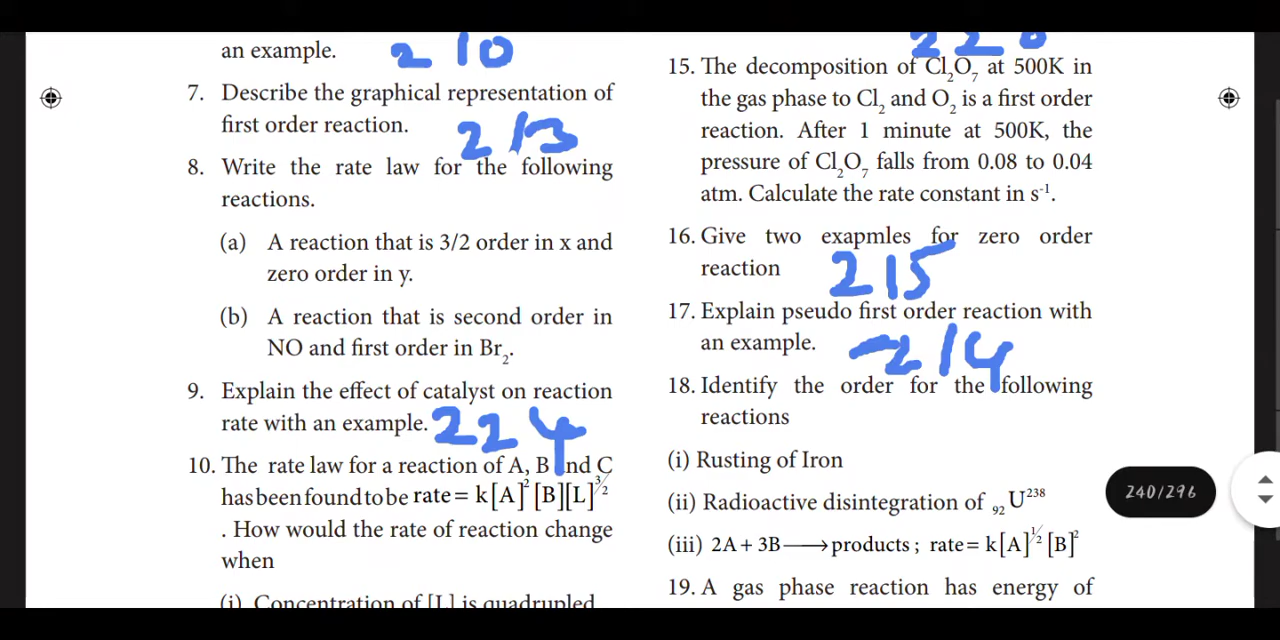 an example. 210
7. Describe the graphical representation of
first order reaction. 213
8. Write the rate law for the following
reactions.
(a) A reaction that is 3/2 order in x and
zero order in y.
(b) A reaction that is second order in
NO and first order in Br₂.
9. Explain the effect of catalyst on reaction
rate with an example. 224
10. The rate law for a reaction of A, B and C
has been found to be rate = k[A]² [B][L]^3/2
. How would the rate of reaction change
when
(i) Concentration of [L] is quadrupled
15. The decomposition of Cl₂O₇ at 500K in
the gas phase to Cl₂ and O₂ is a first order
reaction. After 1 minute at 500K, the
pressure of Cl₂O₇ falls from 0.08 to 0.04
atm. Calculate the rate constant in s⁻¹.
16. Give two exapmles for zero order
reaction 215
17. Explain pseudo first order reaction with
an example. 214
18. Identify the order for the following
reactions
(i) Rusting of Iron
(ii) Radioactive disintegration of ₉₂U²³⁸
(iii) 2A + 3B ⟶ products ; rate = k[A]^1/2 [B]²
19. A gas phase reaction has energy of
240/296